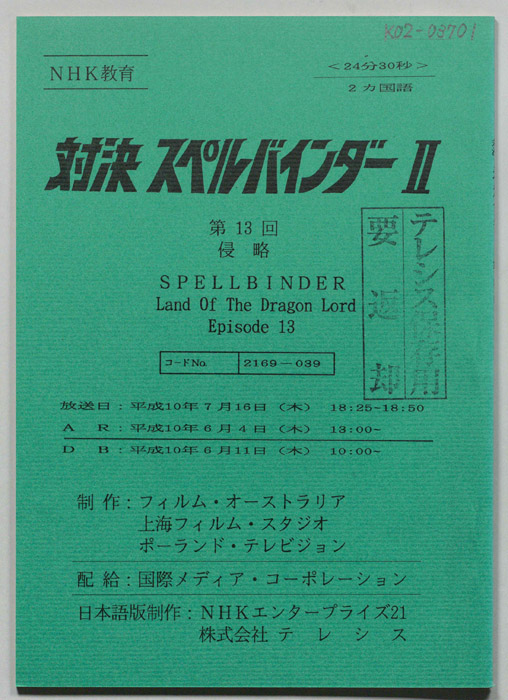 K02-08701
NHK教育
<24分30秒>
2カ国語
対決 スペルバインダー II
第 13 回
侵 略
SPELLBINDER
Land Of The Dragon Lord
Episode 13
テレシス保存用
要返却
コードNo. 2169-039
放送日:平成10年7月16日(木) 18:25~18:50
A R:平成10年6月4日(木) 13:00~
D B:平成10年6月11日(木) 10:00~
制 作:フィルム・オーストラリア
上海フィルム・スタジオ
ポーランド・テレビジョン
配 給:国際メディア・コーポレーション
日本語版制作:NHKエンタープライズ21
株式会社 テ レ シ ス